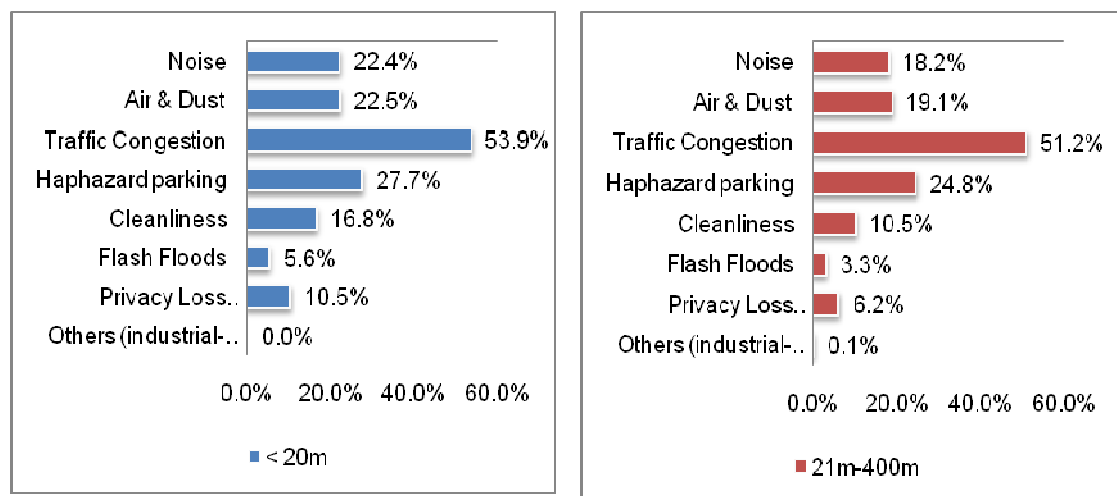 Noise 22.4%
Air & Dust 22.5%
Traffic Congestion 53.9%
Haphazard parking 27.7%
Cleanliness 16.8%
Flash Floods 5.6%
Privacy Loss.. 10.5%
Others (industrial-.. 0.0%
0.0% 20.0% 40.0% 60.0%
< 20m
Noise 18.2%
Air & Dust 19.1%
Traffic Congestion 51.2%
Haphazard parking 24.8%
Cleanliness 10.5%
Flash Floods 3.3%
Privacy Loss.. 6.2%
Others (industrial-.. 0.1%
0.0% 20.0% 40.0% 60.0%
21m-400m